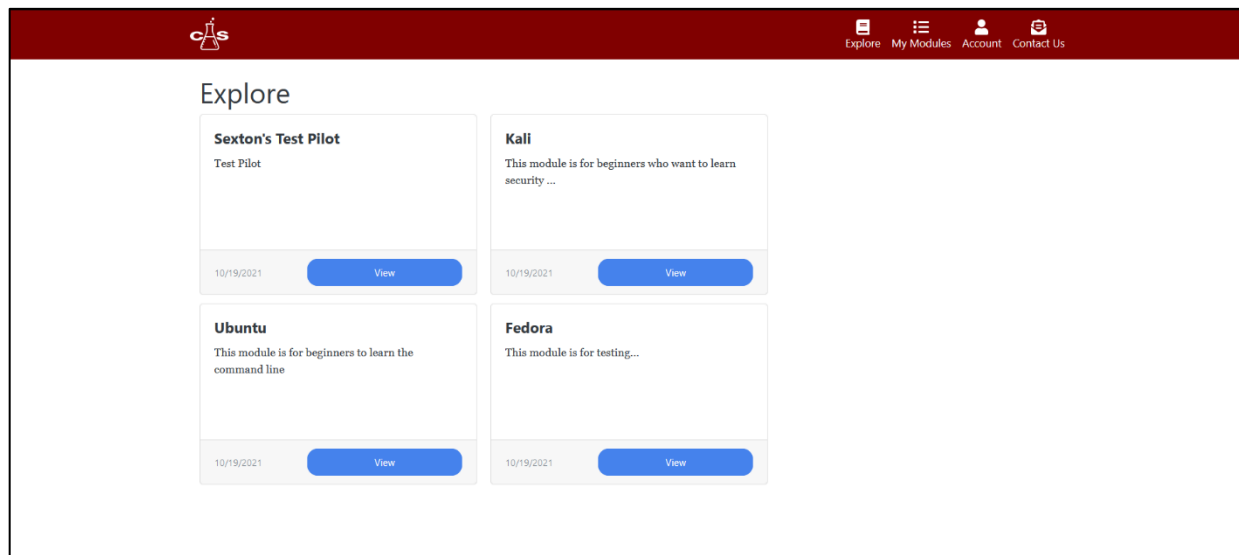 cls
Explore My Modules Account Contact Us
Explore
Sexton's Test Pilot
Test Pilot
10/19/2021 View
Kali
This module is for beginners who want to learn
security ...
10/19/2021 View
Ubuntu
This module is for beginners to learn the
command line
10/19/2021 View
Fedora
This module is for testing...
10/19/2021 View